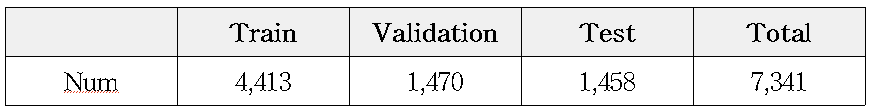 Train Validation Test Total
Num 4,413 1,470 1,458 7,341